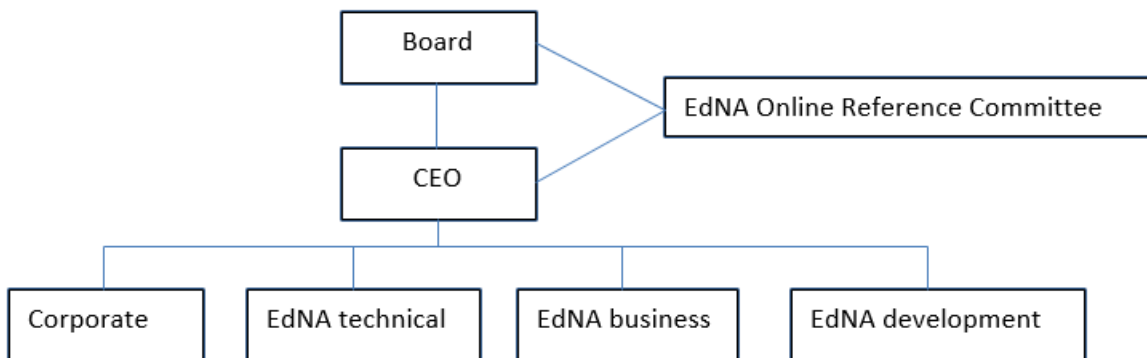 Board
EdNA Online Reference Committee
CEO
Corporate
EdNA technical
EdNA business
EdNA development